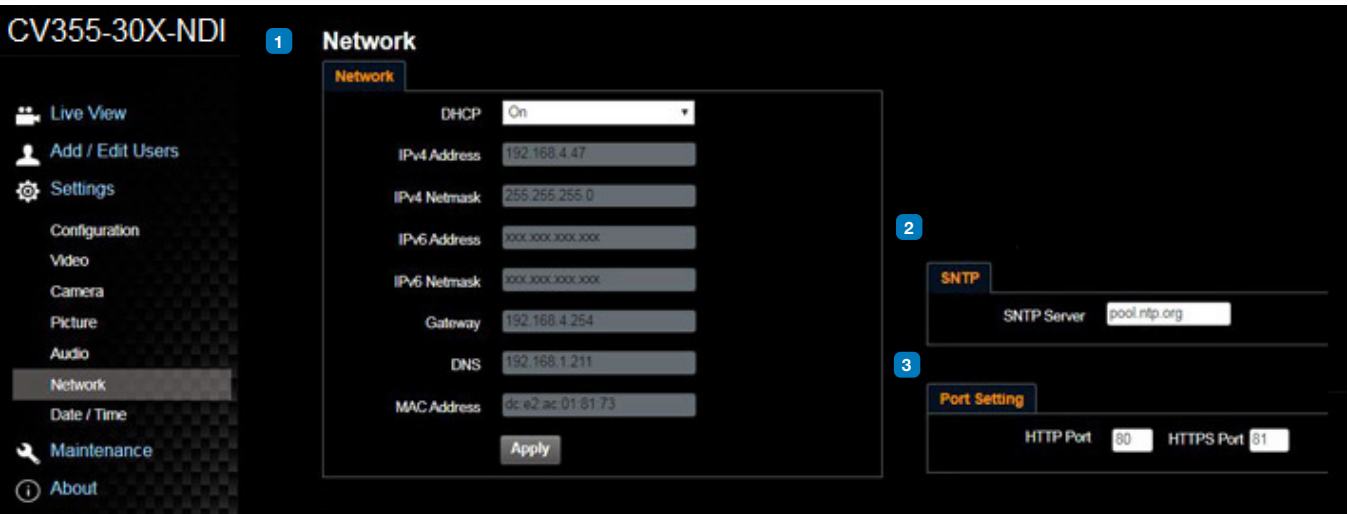 CV355-30X-NDI
Live View
Add / Edit Users
Settings
Configuration
Video
Camera
Picture
Audio
Network
Date / Time
Maintenance
About
1
Network
Network
DHCP On
IPv4 Address 192.168.4.47
IPv4 Netmask 255.255.255.0
IPv6 Address xxx.xxx.xxx.xxx
IPv6 Netmask xxx.xxx.xxx.xxx
Gateway 192.168.4.254
DNS 192.168.1.211
MAC Address dc:e2:ac:01:81:73
Apply
2
SNTP
SNTP Server pool.ntp.org
3
Port Setting
HTTP Port 80 HTTPS Port 81